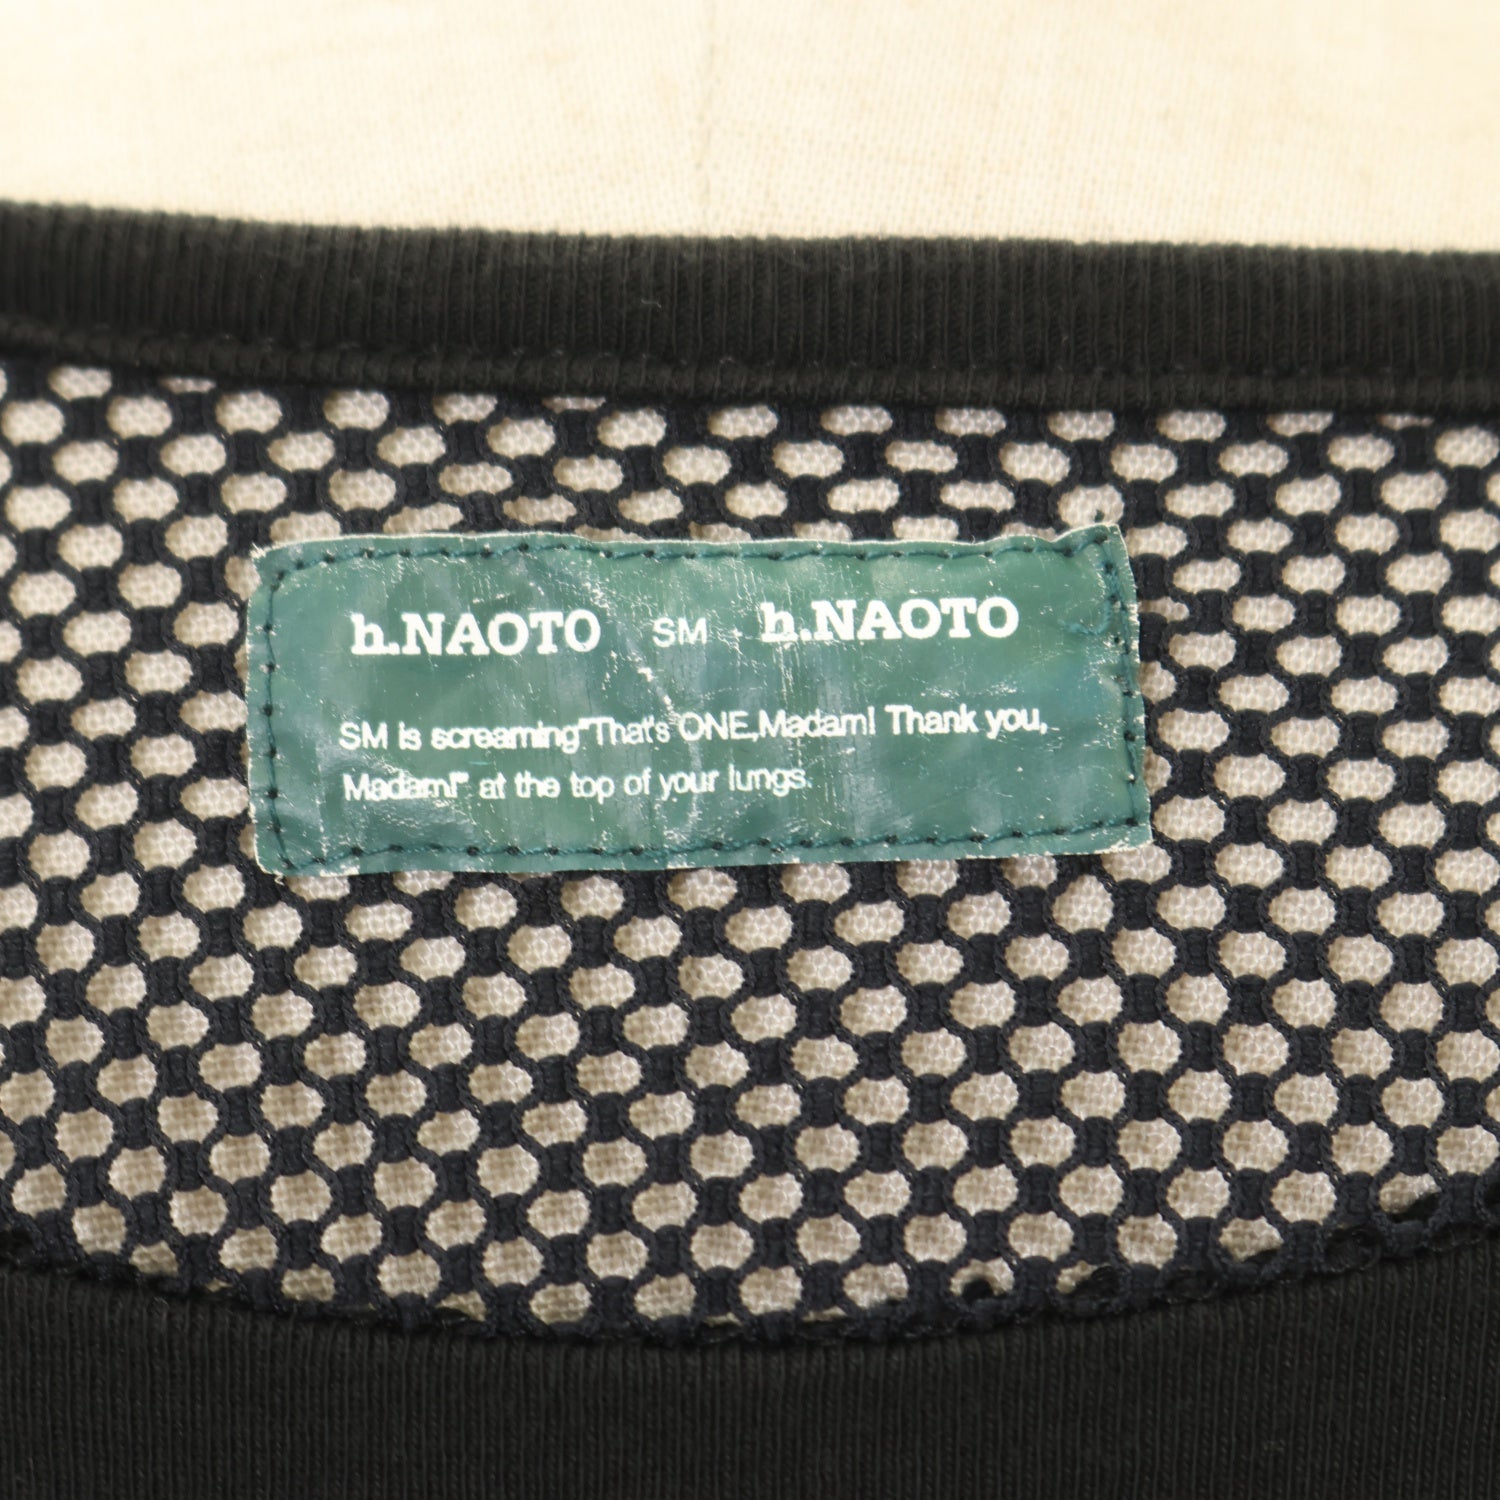 h.NAOTO SM h.NAOTO
SM is screaming"That's ONE,Madam! Thank you,
Madam!" at the top of your lungs.